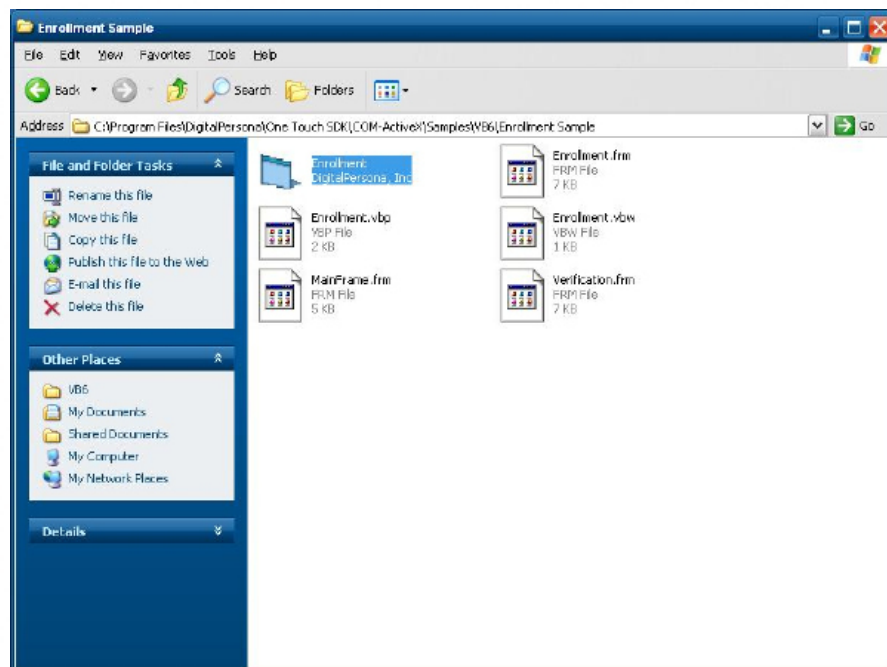 Enrollment Sample
File Edit View Favorites Tools Help
Back Search Folders
Address C:\Program Files\DigitalPersona\One Touch SDK\COM-ActiveX\Samples\VB6\Enrollment Sample Go
File and Folder Tasks
Rename this file
Move this file
Copy this file
Publish this file to the Web
E-mail this file
Delete this file
Other Places
VB6
My Documents
Shared Documents
My Computer
My Network Places
Details
Enrollment
DigitalPersona, Inc
Enrollment.frm
FRM File
7 KB
Enrollment.vbp
VBP File
2 KB
Enrollment.vbw
VBW File
1 KB
MainFrame.frm
FRM File
5 KB
Verification.frm
FRM File
7 KB